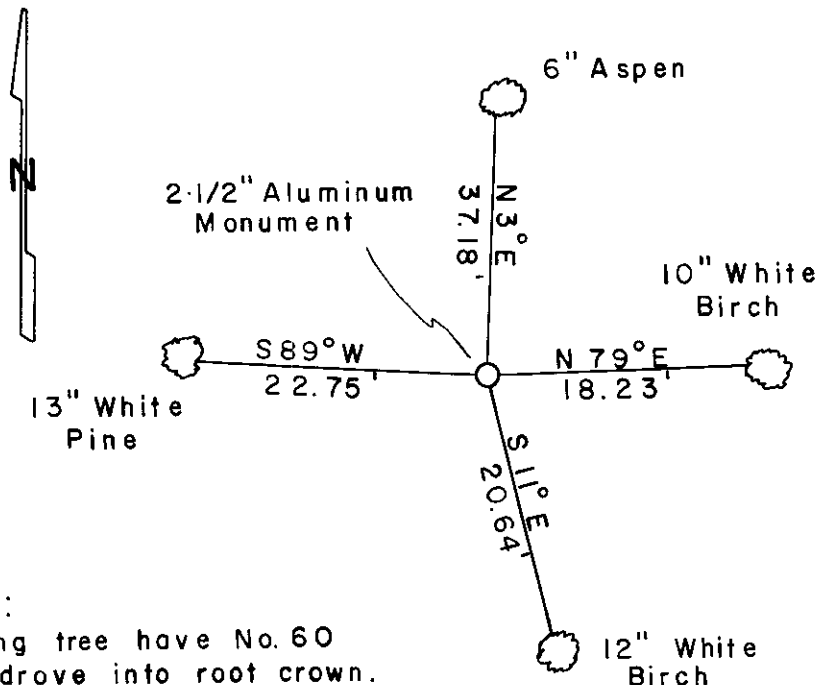 6" Aspen
N
2-1/2" Aluminum
Monument
N 3° E
37.18'
10" White
Birch
S 89° W
22.75'
N 79° E
18.23'
13" White
Pine
S 11° E
20.64'
:
ng tree have No. 60
drove into root crown.
12" White
Birch